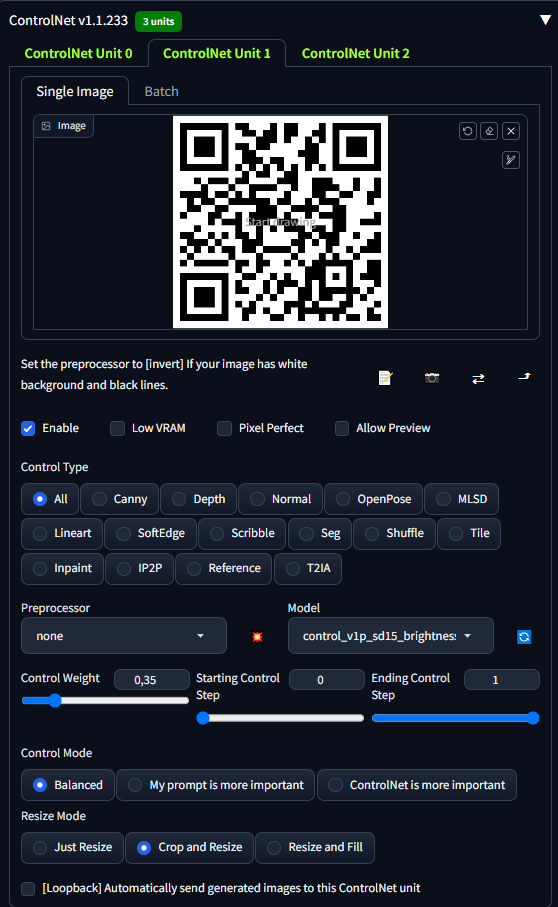 ControlNet v1.1.233 3 units
ControlNet Unit 0 ControlNet Unit 1 ControlNet Unit 2
Single Image Batch
Image
Start drawing
Set the preprocessor to [invert] If your image has white
background and black lines.
Enable Low VRAM Pixel Perfect Allow Preview
Control Type
All Canny Depth Normal OpenPose MLSD
Lineart SoftEdge Scribble Seg Shuffle Tile
Inpaint IP2P Reference T2IA
Preprocessor Model
none control_v1p_sd15_brightness
Control Weight 0,35 Starting Control 0 Ending Control 1
Step Step
Control Mode
Balanced My prompt is more important ControlNet is more important
Resize Mode
Just Resize Crop and Resize Resize and Fill
[Loopback] Automatically send generated images to this ControlNet unit